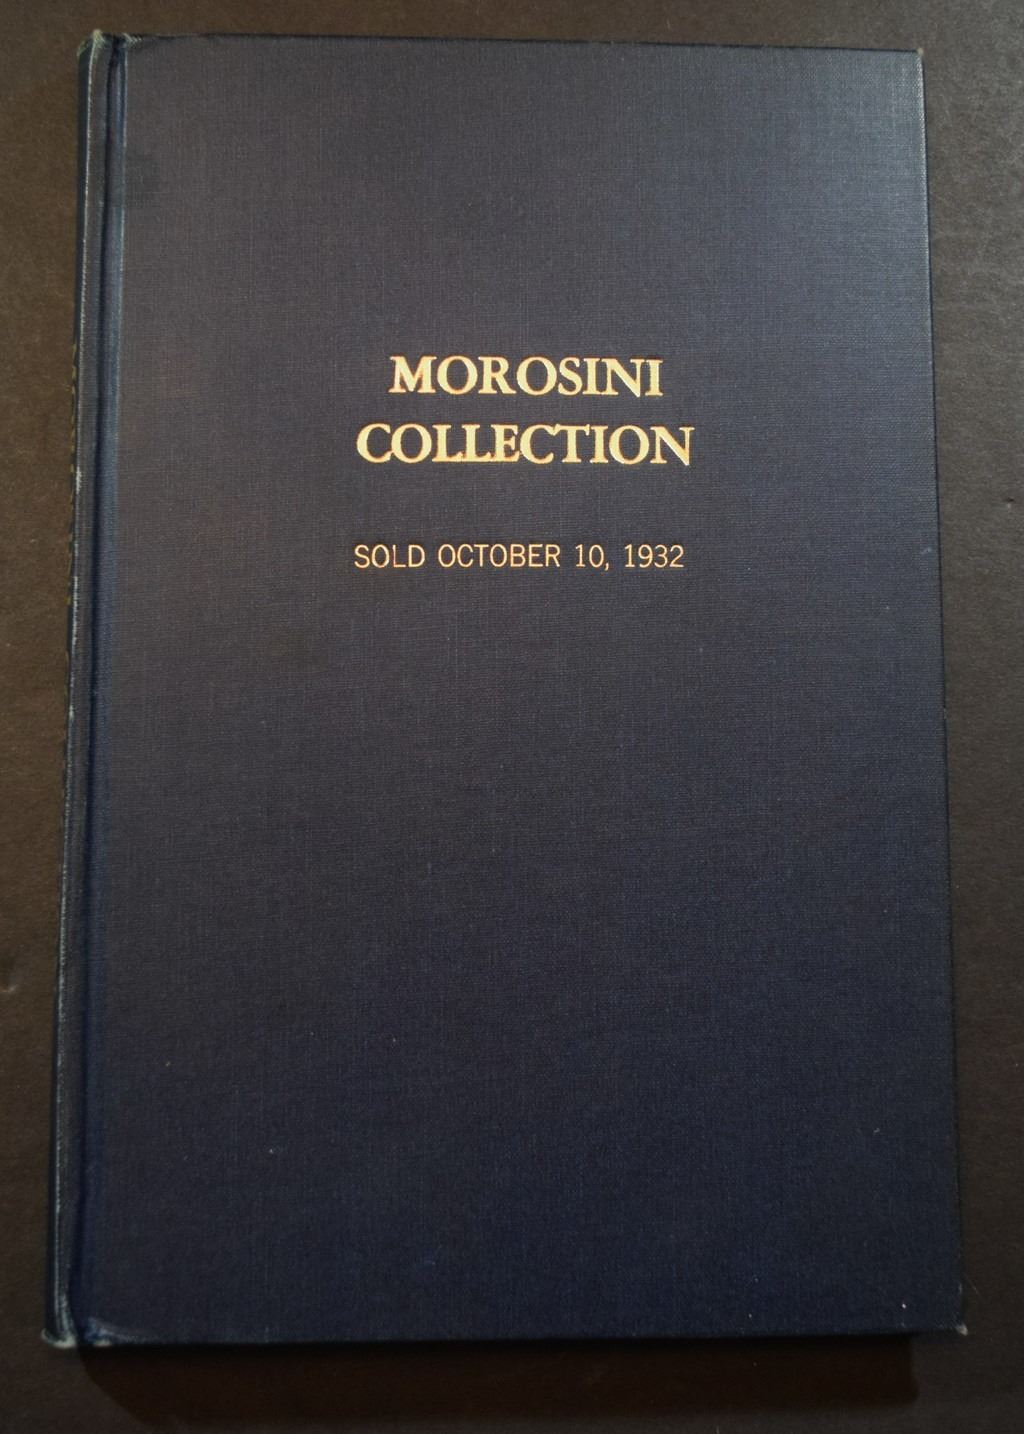 MOROSINI
COLLECTION
SOLD OCTOBER 10, 1932